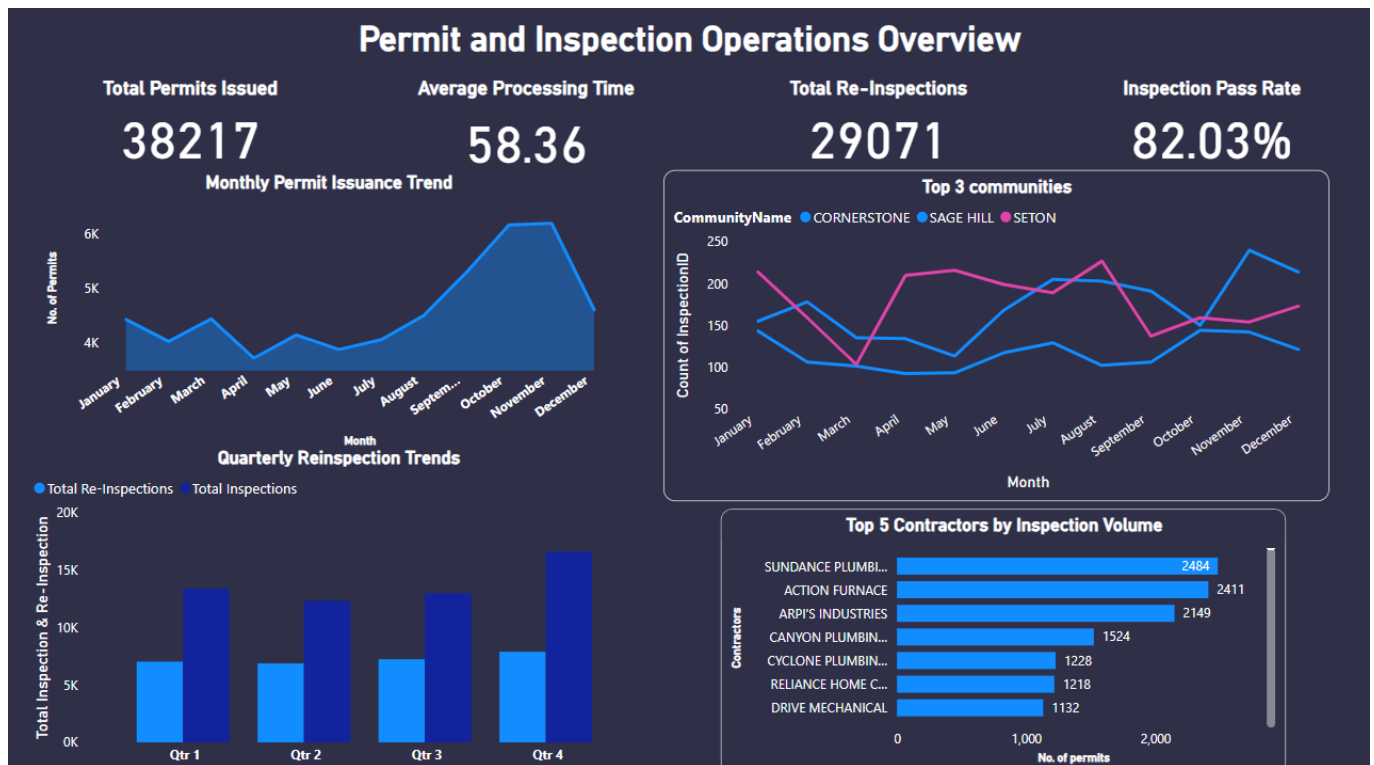 Permit and Inspection Operations Overview
Total Permits Issued
38217
Average Processing Time
58.36
Total Re-Inspections
29071
Inspection Pass Rate
82.03%
Monthly Permit Issuance Trend
No. of Permits
6K
5K
4K
January
February
March
April
May
June
July
August
Septem...
October
November
December
Month
Top 3 communities
CommunityName CORNERSTONE SAGE HILL SETON
Count of InspectionID
250
200
150
100
50
January
February
March
April
May
June
July
August
September
October
November
December
Month
Quarterly Reinspection Trends
Total Re-Inspections Total Inspections
Total Inspection & Re-Inspection
20K
15K
10K
5K
0K
Qtr 1
Qtr 2
Qtr 3
Qtr 4
Top 5 Contractors by Inspection Volume
Contractors
SUNDANCE PLUMBI... 2484
ACTION FURNACE 2411
ARPI'S INDUSTRIES 2149
CANYON PLUMBIN... 1524
CYCLONE PLUMBIN... 1228
RELIANCE HOME C... 1218
DRIVE MECHANICAL 1132
0 1,000 2,000
No. of permits